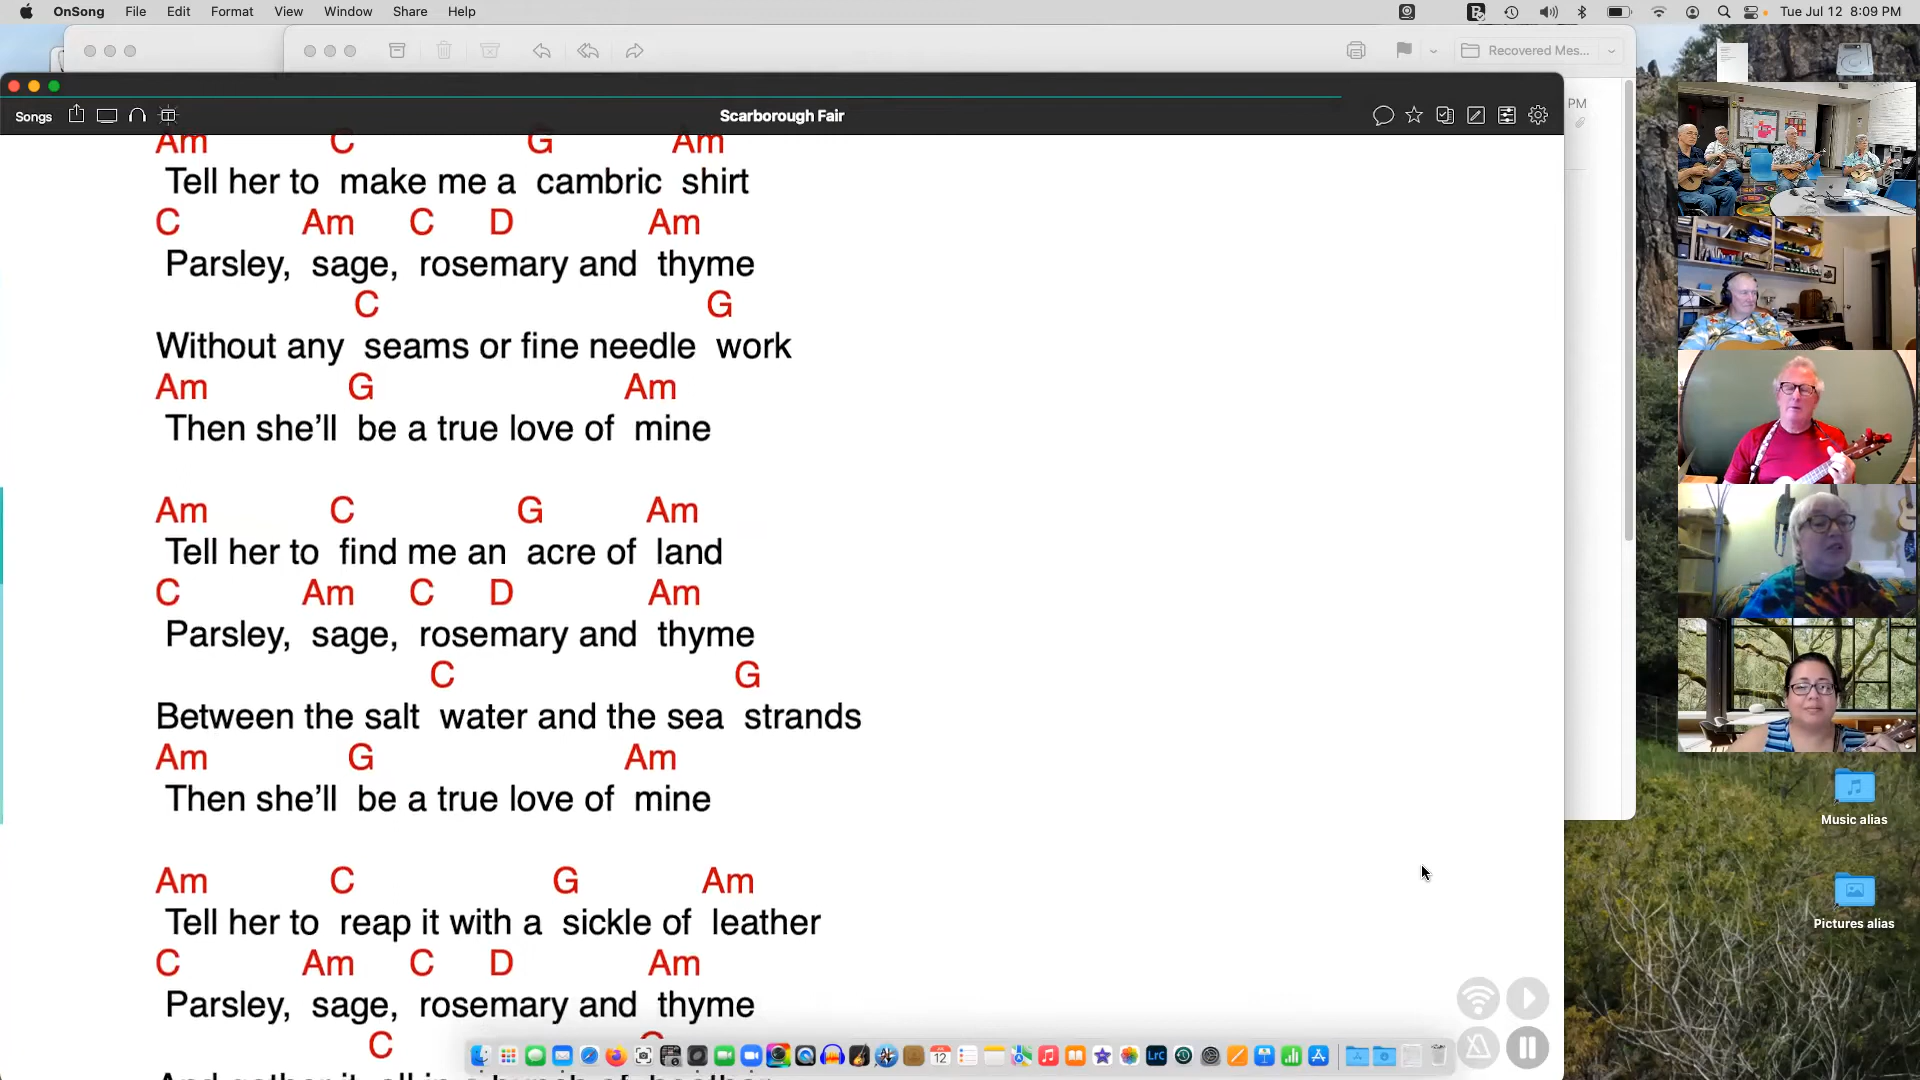 OnSong File Edit Format View Window Share Help
Tue Jul 12 8:09 PM
Recovered Mes...
PM
Songs
Scarborough Fair
Am C G Am
Tell her to make me a cambric shirt
C Am C D Am
Parsley, sage, rosemary and thyme
C G
Without any seams or fine needle work
Am G Am
Then she’ll be a true love of mine
Am C G Am
Tell her to find me an acre of land
C Am C D Am
Parsley, sage, rosemary and thyme
C G
Between the salt water and the sea strands
Am G Am
Then she’ll be a true love of mine
Am C G Am
Tell her to reap it with a sickle of leather
C Am C D Am
Parsley, sage, rosemary and thyme
C
Music alias
Pictures alias
12
LrC